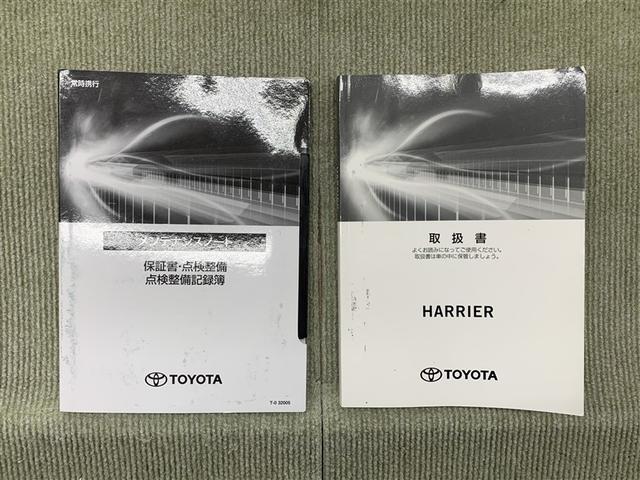 常時携行
メンテナンスノート
保証書・点検整備
点検整備記録簿
TOYOTA
T-0 32005
取扱書
よくお読みになってご使用ください。
取扱書は車の中に保管しましょう。
HARRIER
TOYOTA